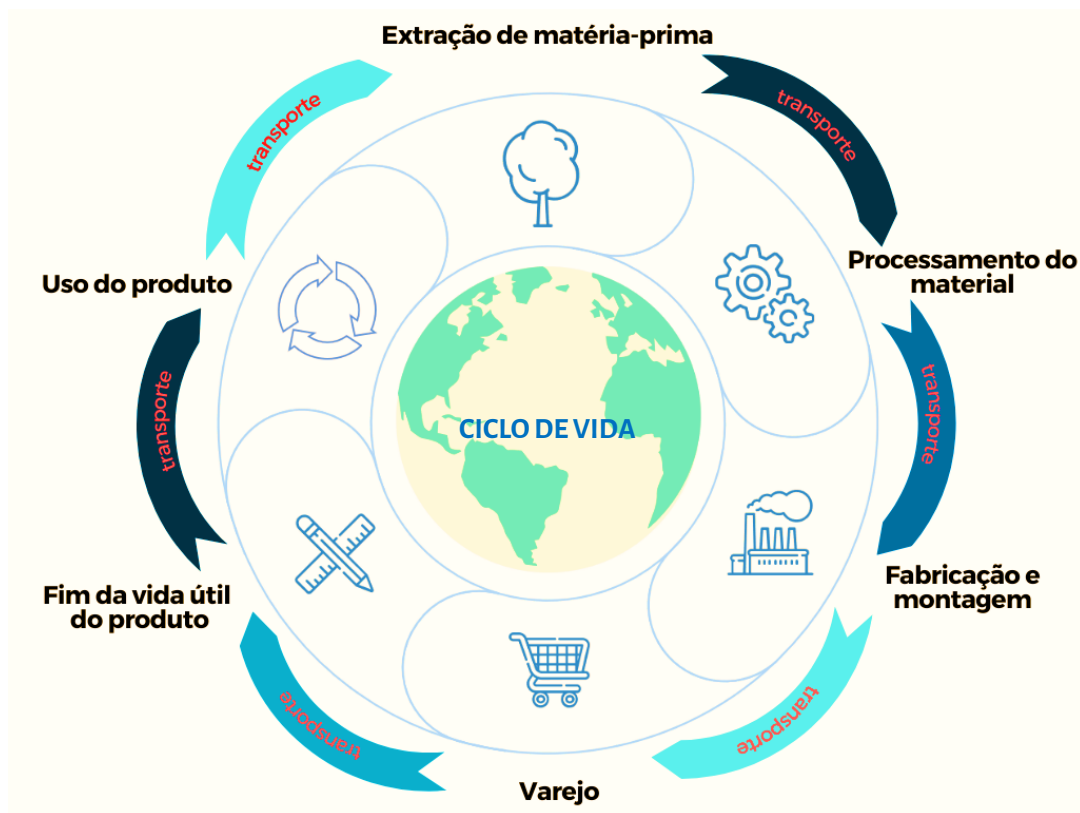 Extração de matéria-prima
transporte
transporte
Processamento do
material
Uso do produto
CICLO DE VIDA
transporte
transporte
Fabricação e
montagem
Fim da vida útil
do produto
transporte
transporte
Varejo